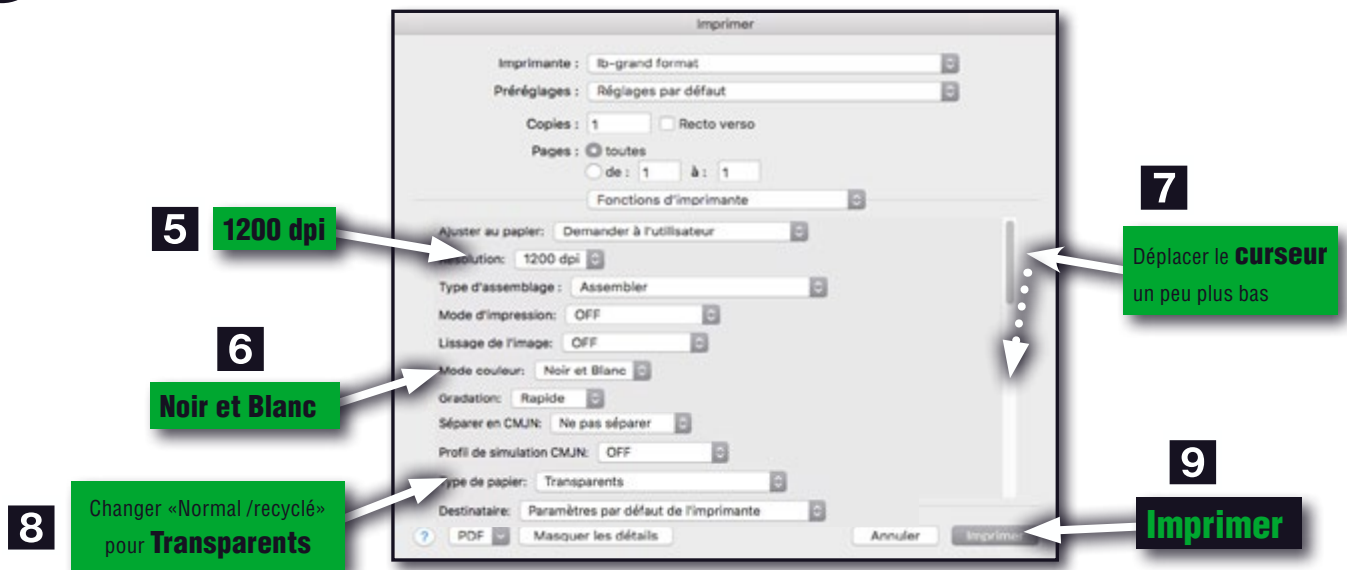 Imprimer
Imprimante : lb-grand format
Préréglages : Réglages par défaut
Copies : 1 Recto verso
Pages : toutes
de : 1 à : 1
Fonctions d'imprimante
5 1200 dpi
Ajuster au papier: Demander à l'utilisateur
Résolution: 1200 dpi
Type d'assemblage : Assembler
Mode d'impression: OFF
Lissage de l'image: OFF
6
Noir et Blanc
Mode couleur: Noir et Blanc
Gradation: Rapide
Séparer en CMJN: Ne pas séparer
Profil de simulation CMJN: OFF
7
Déplacer le curseur
un peu plus bas
8
Changer «Normal /recyclé»
pour Transparents
Type de papier: Transparents
Destinataire: Paramètres par défaut de l'imprimante
? PDF Masquer les détails Annuler Imprimer
9
Imprimer